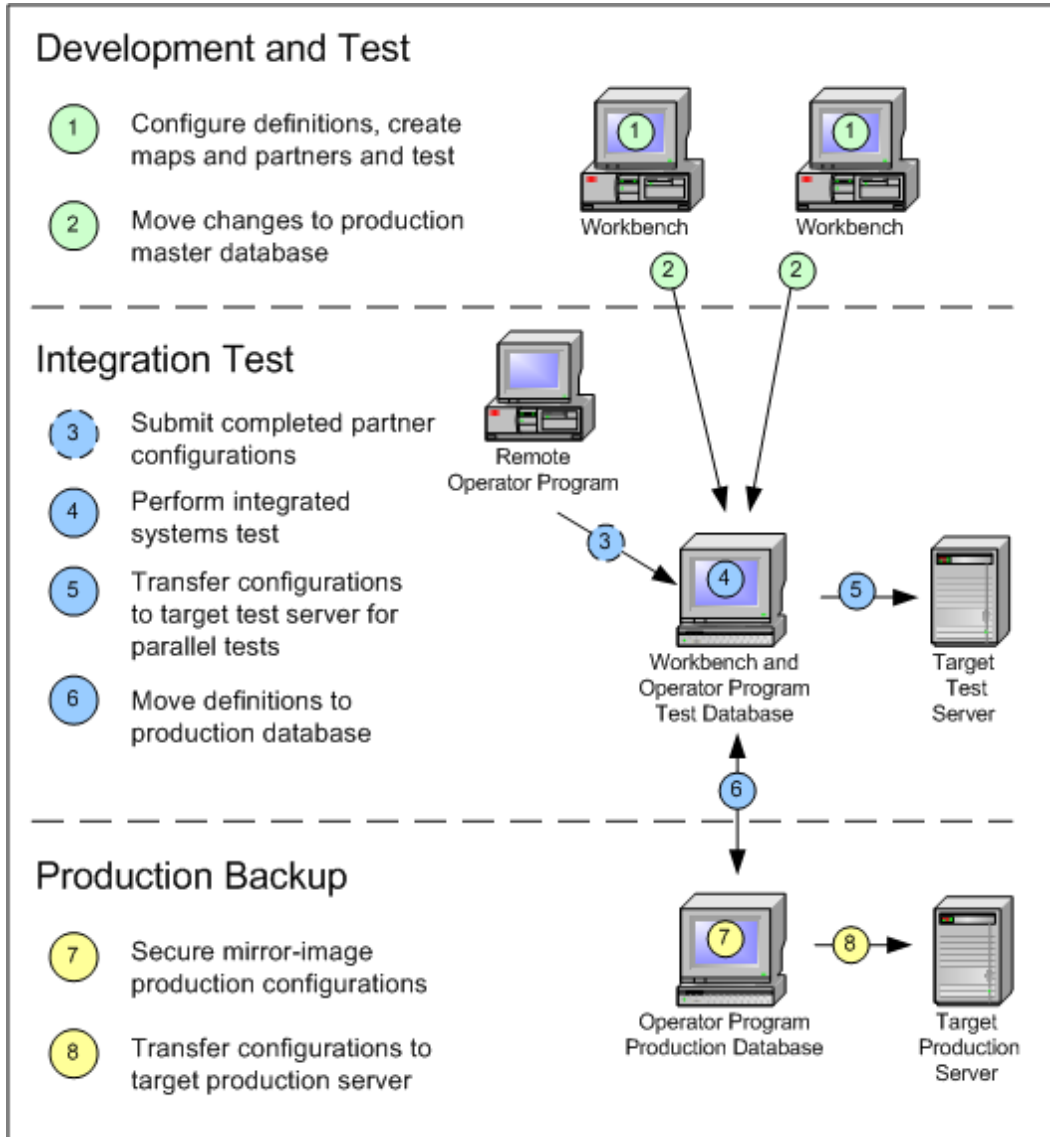 Development and Test
1
Configure definitions, create
maps and partners and test
2
Move changes to production
master database
1
1
Workbench
Workbench
2
2
Integration Test
3
Submit completed partner
configurations
4
Perform integrated
systems test
5
Transfer configurations
to target test server for
parallel tests
6
Move definitions to
production database
Remote
Operator Program
3
4
5
Workbench and
Operator Program
Test Database
Target
Test
Server
6
Production Backup
7
Secure mirror-image
production configurations
8
Transfer configurations to
target production server
7
8
Operator Program
Production Database
Target
Production
Server